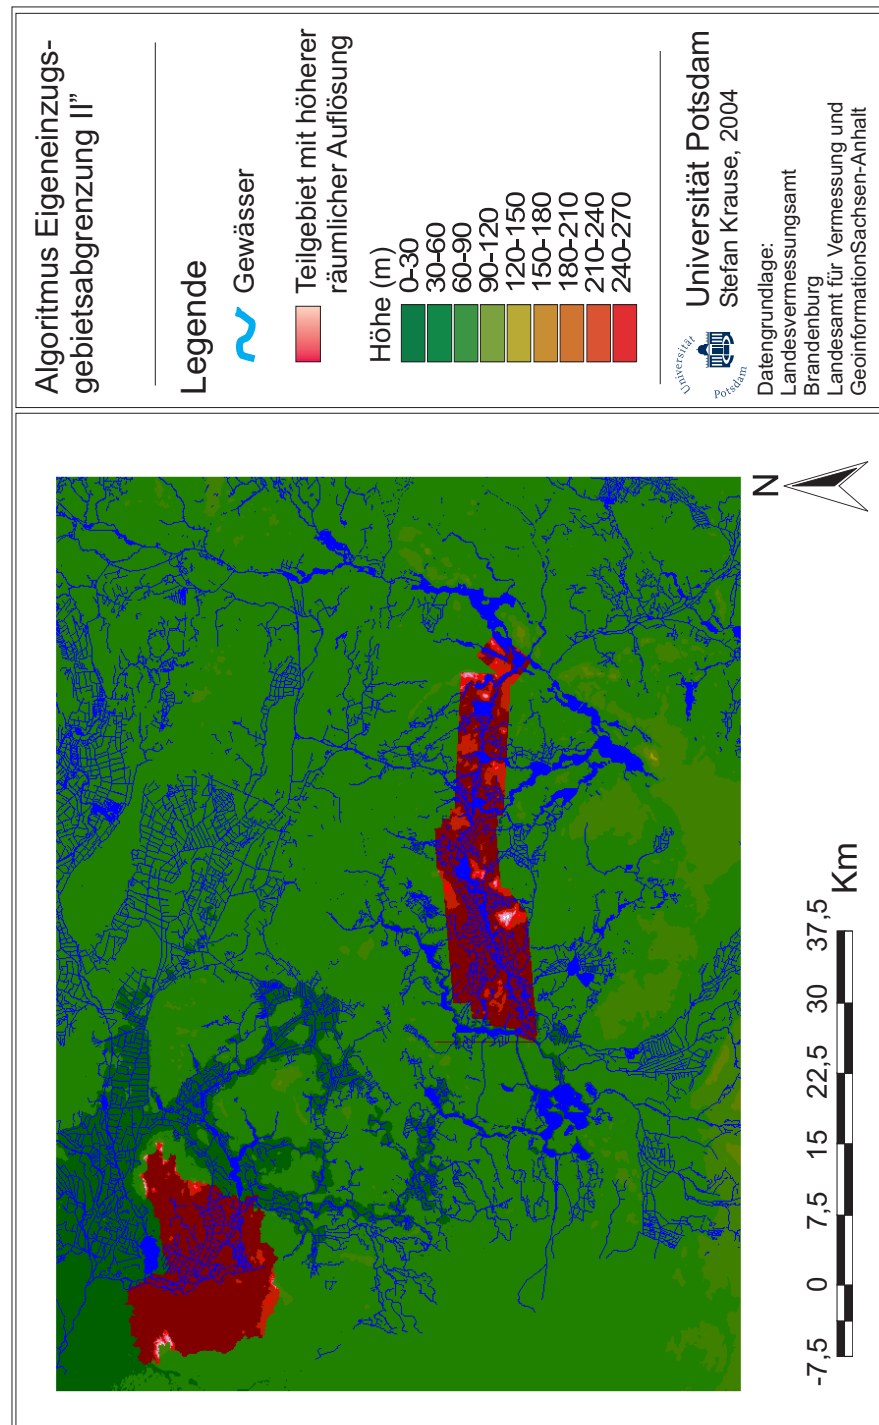 Algoritmus Eigeneinzugs-
gebietsabgrenzung II”
Legende
Gewässer
Teilgebiet mit höherer
räumlicher Auflösung
Höhe (m)
0-30
30-60
60-90
90-120
120-150
150-180
180-210
210-240
240-270
Universität
Potsdam
Universität Potsdam
Stefan Krause, 2004
Datengrundlage:
Landesvermessungsamt
Brandenburg
Landesamt für Vermessung und
GeoinformationSachsen-Anhalt
N
-7,5 0 7,5 15 22,5 30 37,5
Km